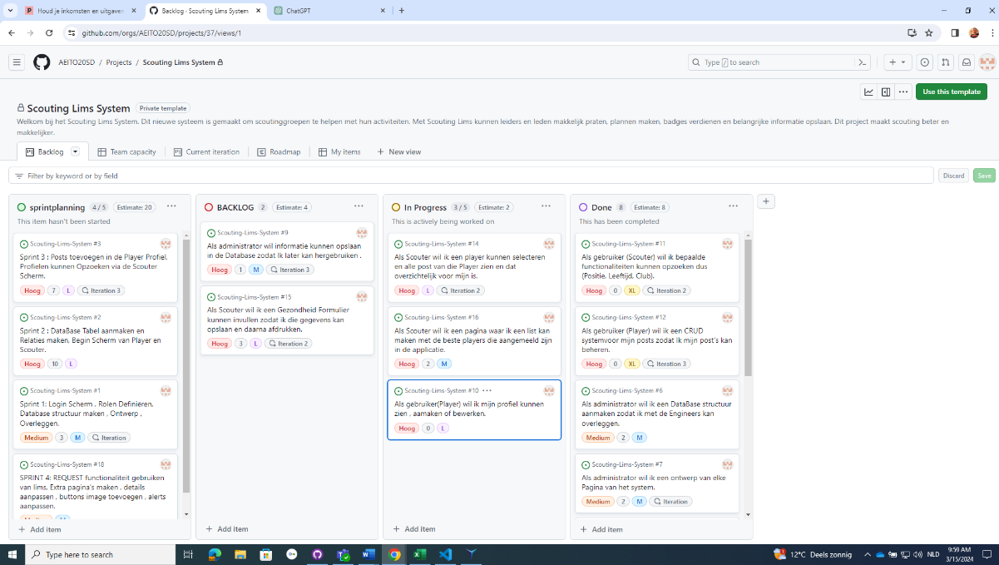 Houd je inkomsten en uitgaven
Backlog · Scouting Lims System
ChatGPT
github.com/orgs/AEITO20SD/projects/37/views/1
AEITO20SD / Projects / Scouting Lims System
Type / to search
Use this template
Scouting Lims System Private template
Welkom bij het Scouting Lims System. Dit nieuwe systeem is gemaakt om scoutinggroepen te helpen met hun activiteiten. Met Scouting Lims kunnen leiders en leden makkelijk praten, plannen maken, badges verdienen en belangrijke informatie opslaan. Dit project maakt scouting beter en
makkelijker.
Backlog Team capacity Current iteration Roadmap My items + New view
Filter by keyword or by field
Discard Save
sprintplanning 4 / 5 Estimate: 20 ···
This item hasn't been started
Scouting-Lims-System #3
Sprint 3 : Posts toevoegen in de Player Profiel,
Profielen kunnen Opzoeken via de Scouter
Scherm.
Hoog 7 L Iteration 3
Scouting-Lims-System #2
Sprint 2 : DataBase Tabel aanmaken en
Relaties maken, Begin Scherm van Player en
Scouter.
Hoog 10 L
Scouting-Lims-System #1
Sprint 1: Login Scherm , Rolen Definieren,
Database structuur maken , Ontwerp ,
Overleggen.
Medium 3 M Iteration
Scouting-Lims-System #18
SPRINT 4: REQUEST functionaliteit gebruiken
van lims, Extra pagina's maken , details
aanpassen , buttons image toevoegen , alerts
aanpassen.
Medium M
+ Add item
BACKLOG 2 Estimate: 4 ···
Scouting-Lims-System #9
Als administrator wil informatie kunnen opslaan
in de Database zodat Ik later kan hergebruiken .
Hoog 1 M Iteration 3
Scouting-Lims-System #15
Als Scouter wil ik een Gezondheid Formulier
kunnen invullen zodat ik die gegevens kan
opslaan en daarna afdrukken.
Hoog 3 L Iteration 2
+ Add item
In Progress 3 / 5 Estimate: 2 ···
This is actively being worked on
Scouting-Lims-System #14
Als Scouter wil ik een player kunnen selecteren
en alle post van die Player zien en dat
overzichtelijk voor mijn is.
Hoog L Iteration 2
Scouting-Lims-System #16
Als Scouter wil ik een pagina waar ik een list kan
maken met de beste players die aangemeeld zijn
in de applicatie.
Hoog 2 M
Scouting-Lims-System #10 ···
Als gebruiker(Player) wil ik mijn profiel kunnen
zien , aamaken of bewerken.
Hoog 0 L
+ Add item
Done 8 Estimate: 8 ···
This has been completed
Scouting-Lims-System #11
Als gebruiker (Scouter) wil ik bepaalde
functionaliteiten kunnen opzoeken dus
(Positie, Leeftijd, Club).
Hoog 0 XL Iteration 2
Scouting-Lims-System #12
Als gebruiker (Player) wil ik een CRUD
systemvoor mijn posts zodat Ik mijn post's kan
beheren.
Hoog 0 XL Iteration 3
Scouting-Lims-System #6
Als administrator wil ik een DataBase structuur
aanmaken zodat ik met de Engineers kan
overleggen.
Medium 2 M
Scouting-Lims-System #7
Als administrator wil ik een ontwerp van elke
Pagina van het system.
Medium 2 M Iteration
+ Add item
Type here to search
12°C Deels zonnig
NLD
9:59 AM
3/15/2024